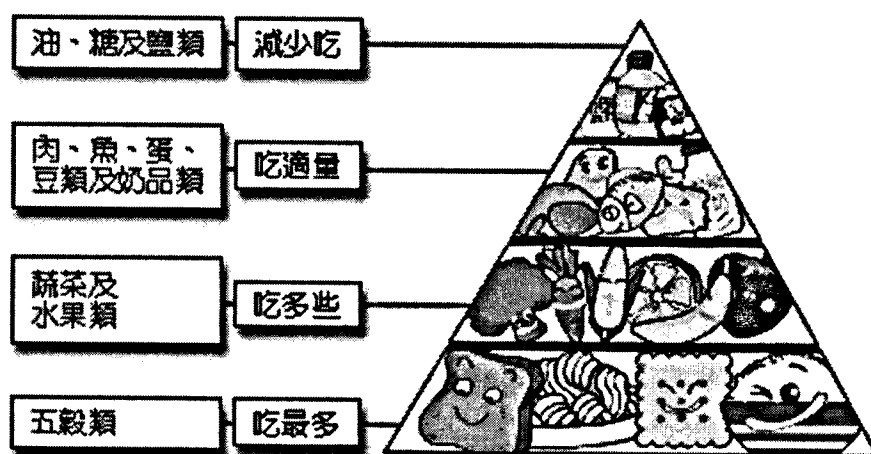 油、糖及鹽類
減少吃
肉、魚、蛋、
豆類及奶品類
吃適量
蔬菜及
水果類
吃多些
五穀類
吃最多